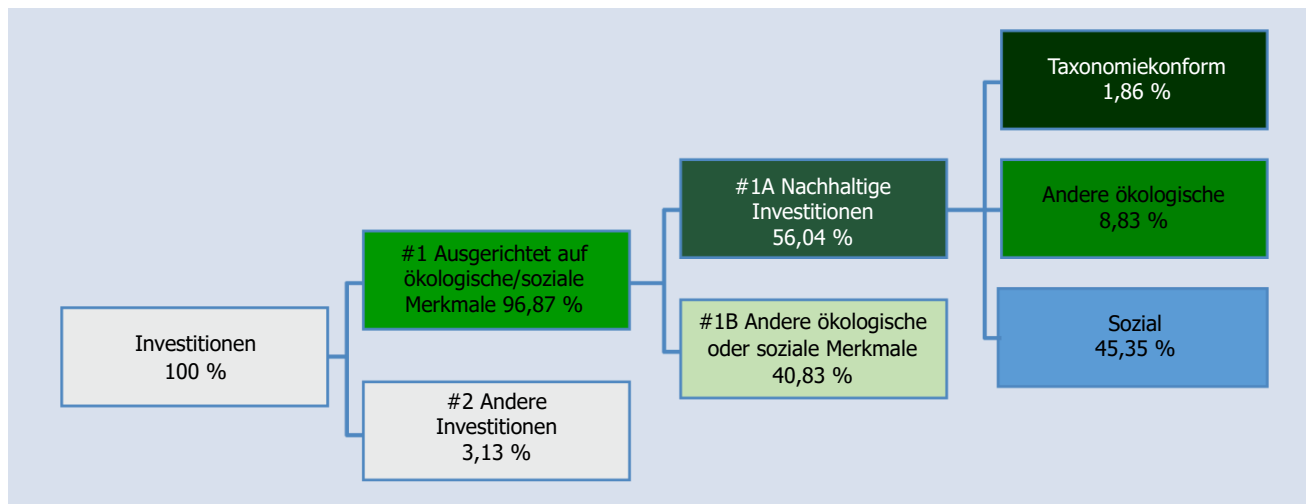 Investitionen
100 %
#1 Ausgerichtet auf
ökologische/soziale
Merkmale 96,87 %
#2 Andere
Investitionen
3,13 %
#1A Nachhaltige
Investitionen
56,04 %
#1B Andere ökologische
oder soziale Merkmale
40,83 %
Taxonomiekonform
1,86 %
Andere ökologische
8,83 %
Sozial
45,35 %